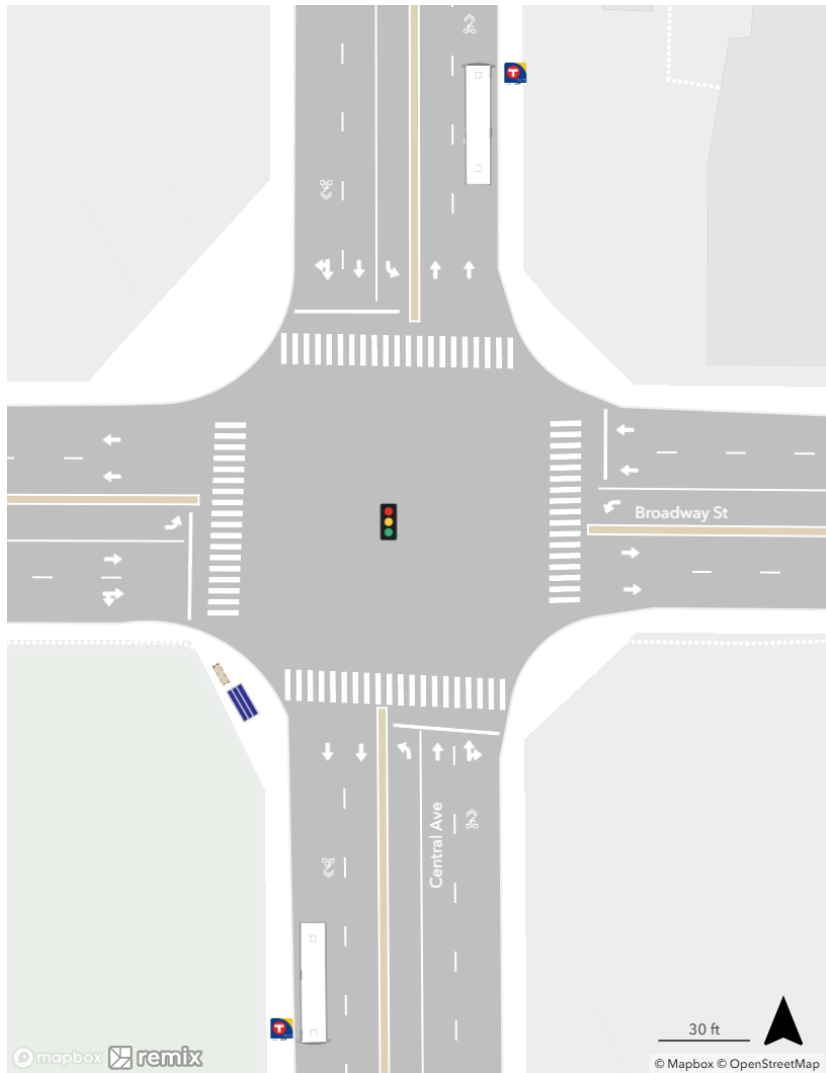 T
Broadway St
Central Ave
T
30 ft
mapbox remix
© Mapbox © OpenStreetMap